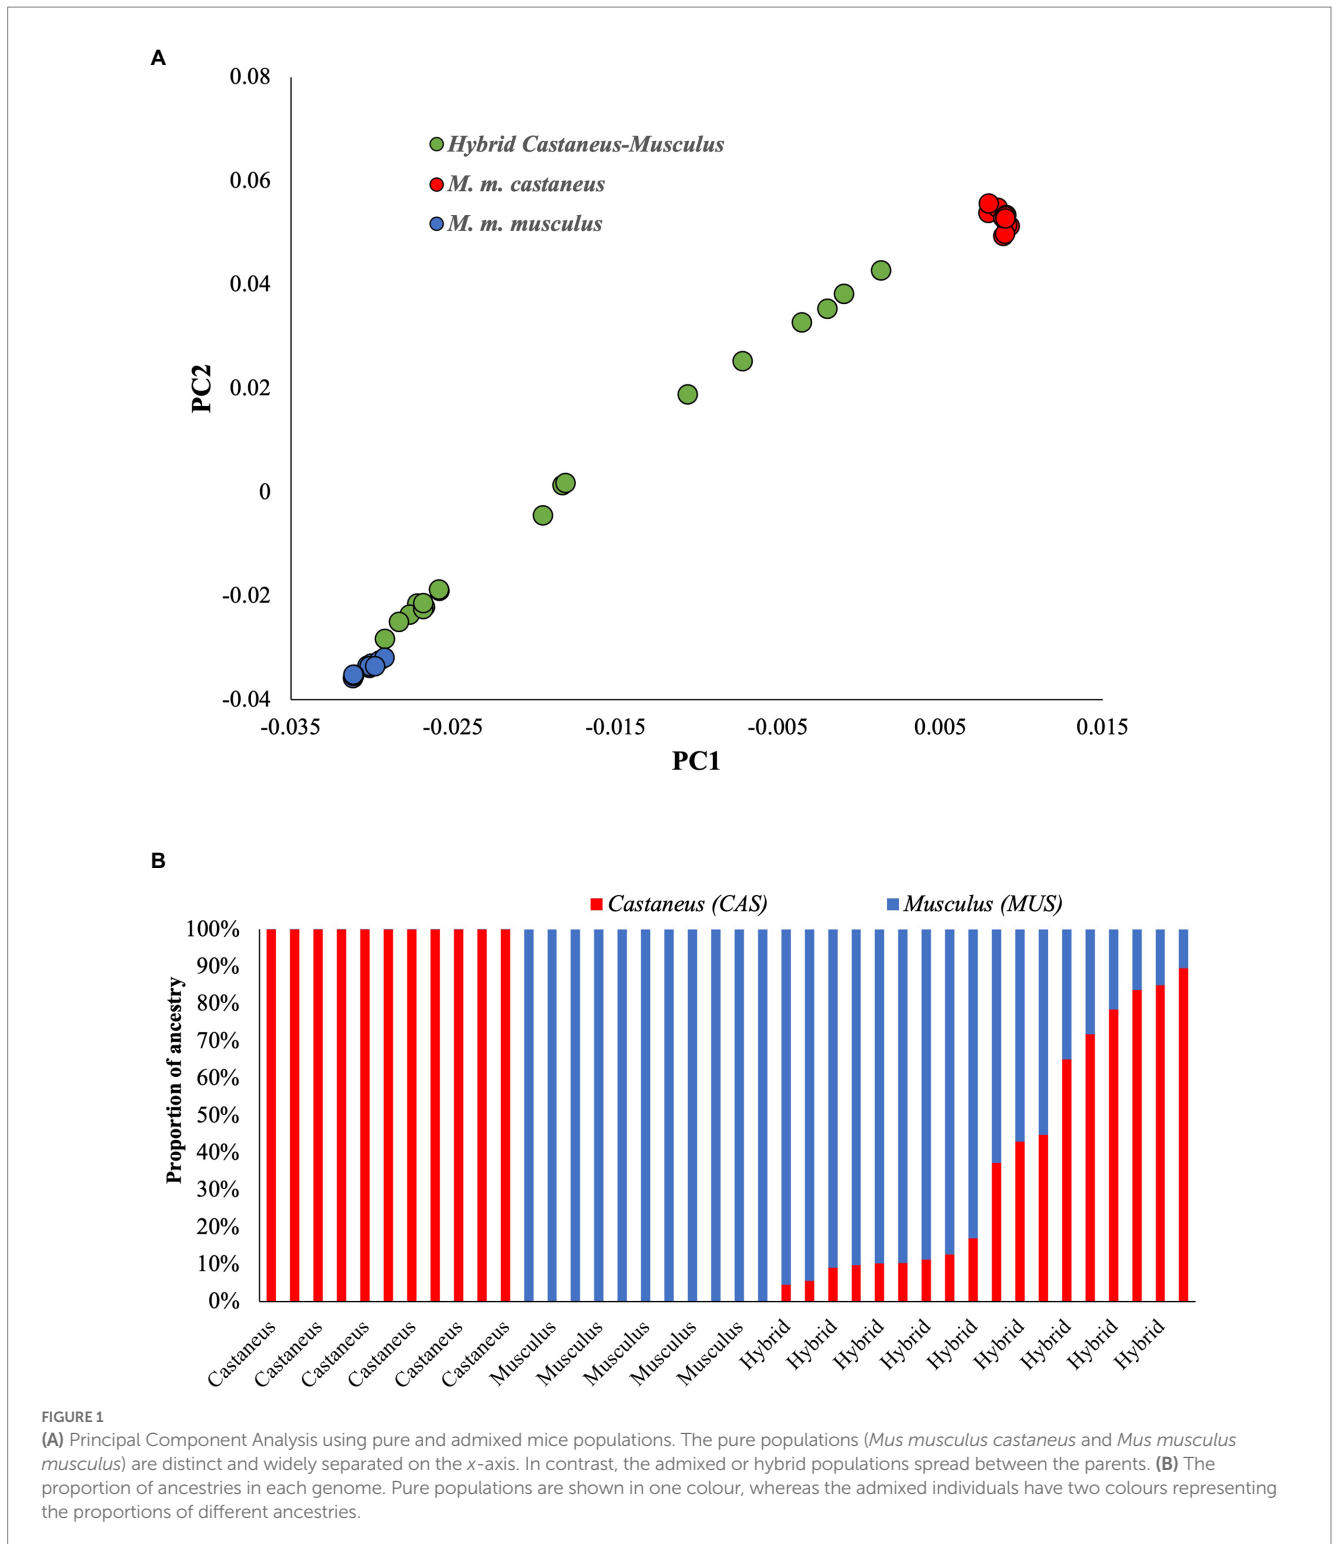 A
0.08
0.06
0.04
0.02
0
-0.02
-0.04
PC2
Hybrid Castaneus-Musculus
M. m. castaneus
M. m. musculus
-0.035 -0.025 -0.015 -0.005 0.005 0.015
PC1
B
Castaneus (CAS) Musculus (MUS)
100%
90%
80%
70%
60%
50%
40%
30%
20%
10%
0%
Proportion of ancestry
Castaneus Castaneus Castaneus Castaneus Castaneus Castaneus Musculus Musculus Musculus Musculus Musculus Hybrid Hybrid Hybrid Hybrid Hybrid Hybrid Hybrid Hybrid Hybrid
FIGURE 1
(A) Principal Component Analysis using pure and admixed mice populations. The pure populations (Mus musculus castaneus and Mus musculus
musculus) are distinct and widely separated on the x-axis. In contrast, the admixed or hybrid populations spread between the parents. (B) The
proportion of ancestries in each genome. Pure populations are shown in one colour, whereas the admixed individuals have two colours representing
the proportions of different ancestries.